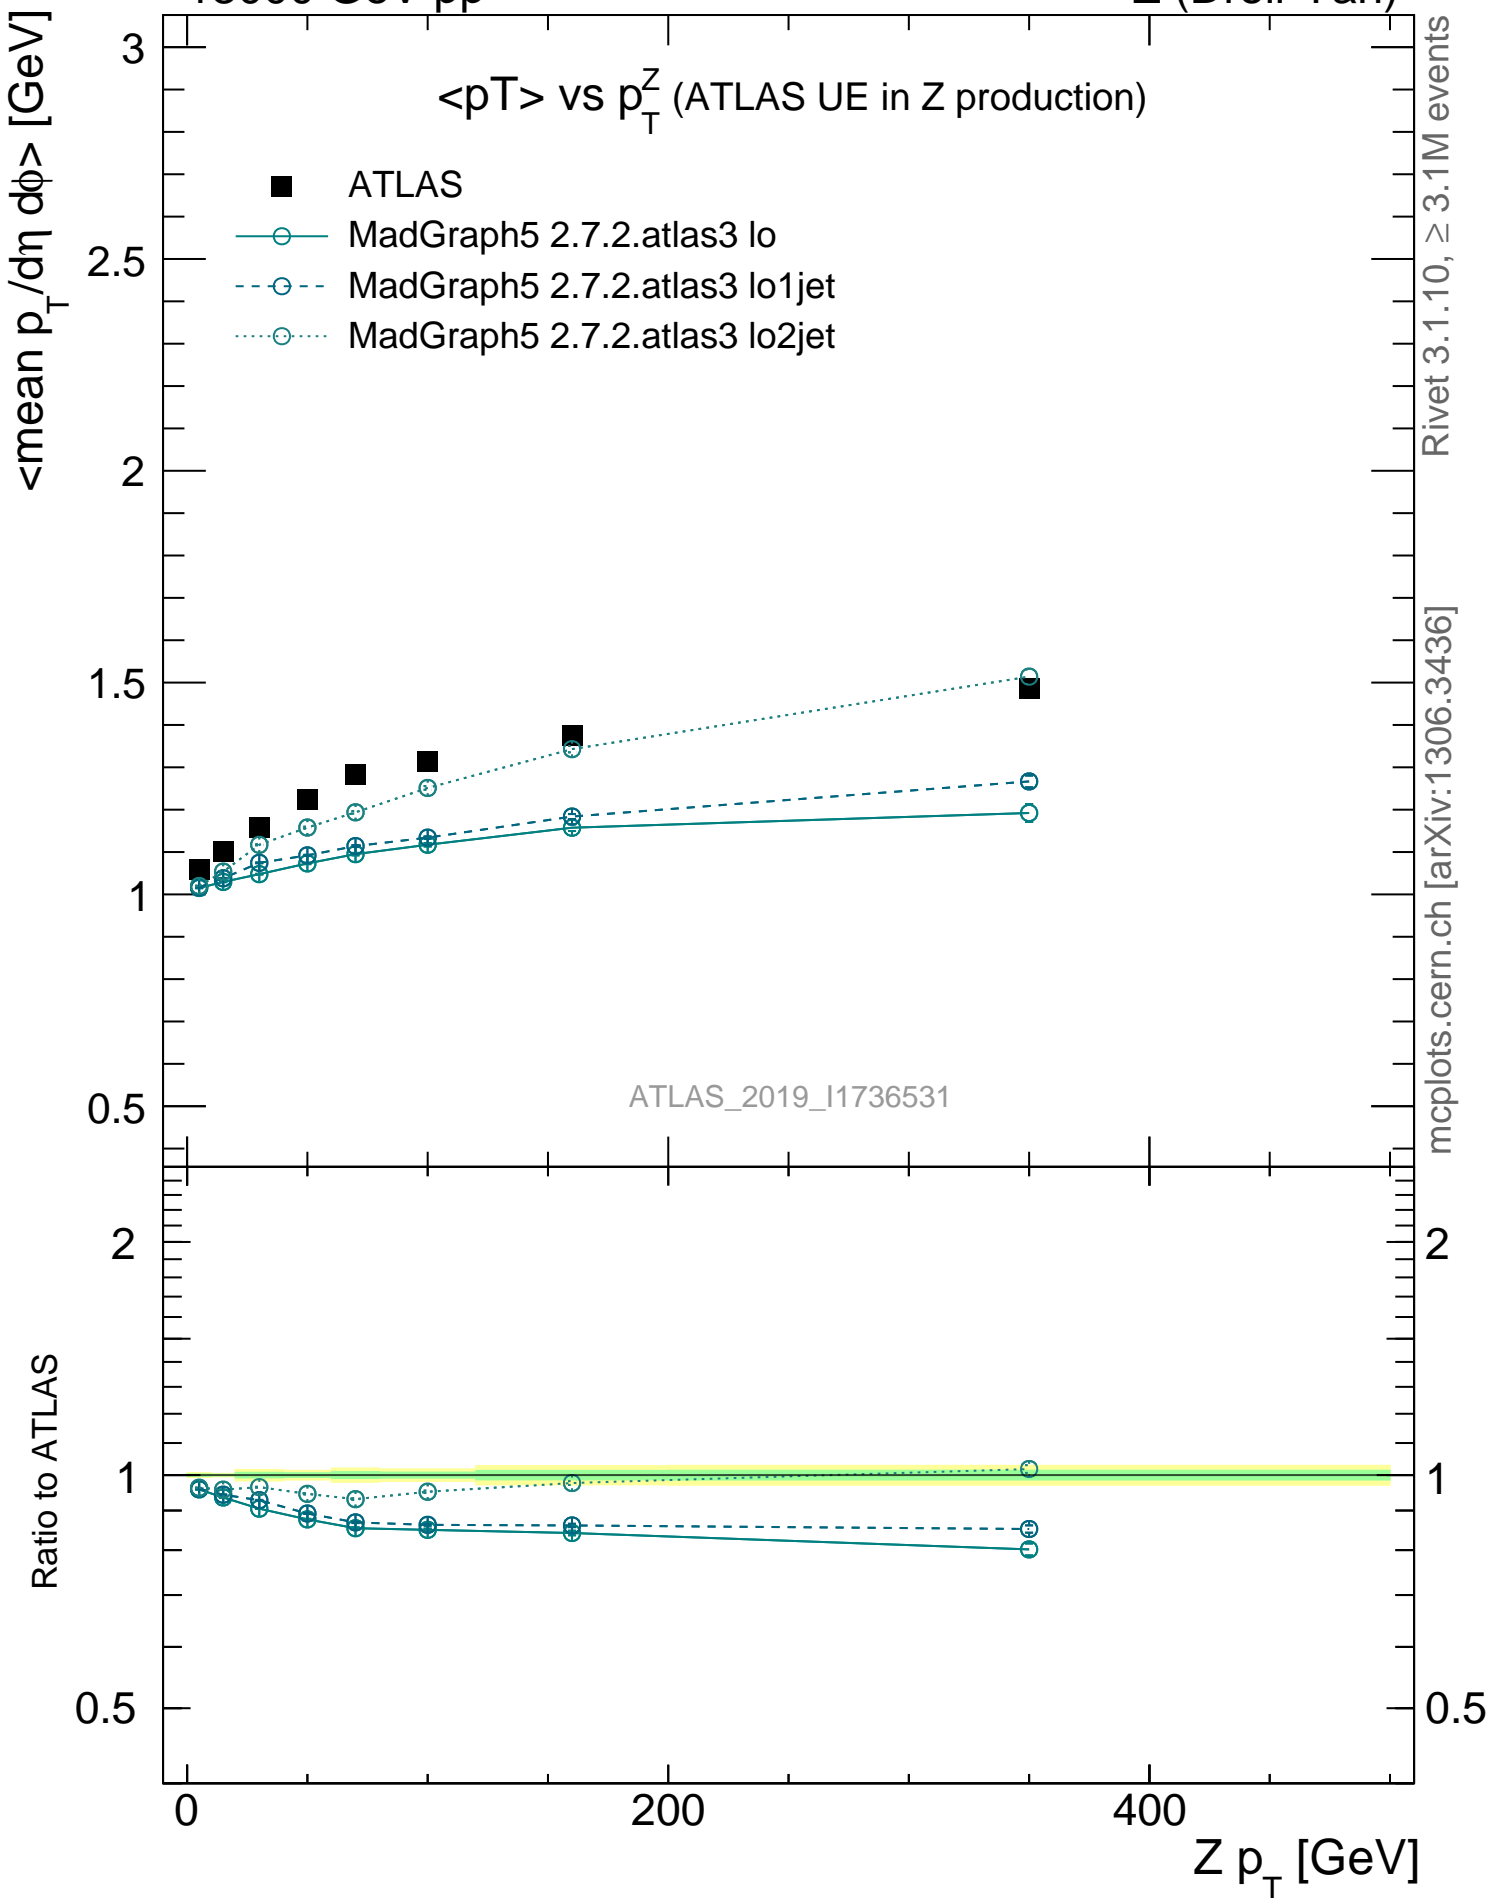 <pT> vs p_T^Z (ATLAS UE in Z production)
ATLAS
MadGraph5 2.7.2.atlas3 lo
MadGraph5 2.7.2.atlas3 lo1jet
MadGraph5 2.7.2.atlas3 lo2jet
<mean p_T/dη dϕ> [GeV]
3
2.5
2
1.5
1
0.5
ATLAS_2019_I1736531
Rivet 3.1.10, ≥ 3.1M events
mcplots.cern.ch [arXiv:1306.3436]
Ratio to ATLAS
2
1
0.5
2
1
0.5
0
200
400
Z p_T [GeV]